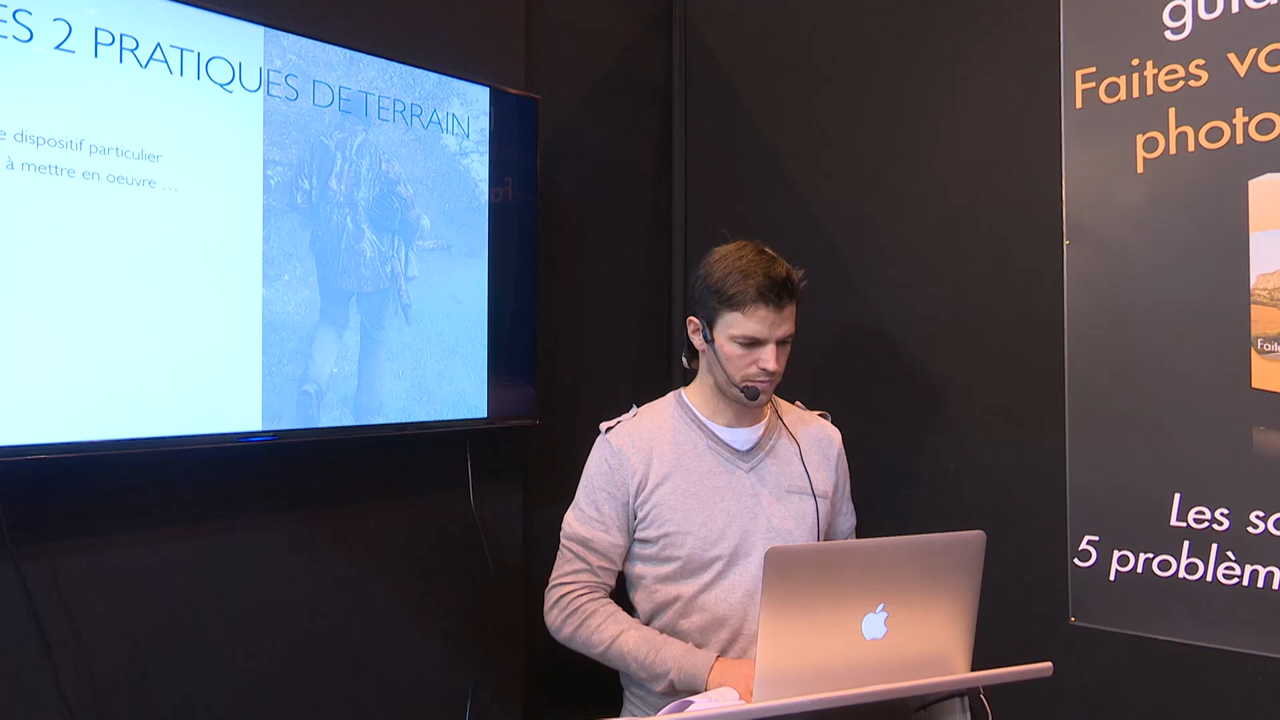 ES 2 PRATIQUES DE TERRAIN
e dispositif particulier
à mettre en oeuvre ...
Faites vo
photo
Les so
5 problèm